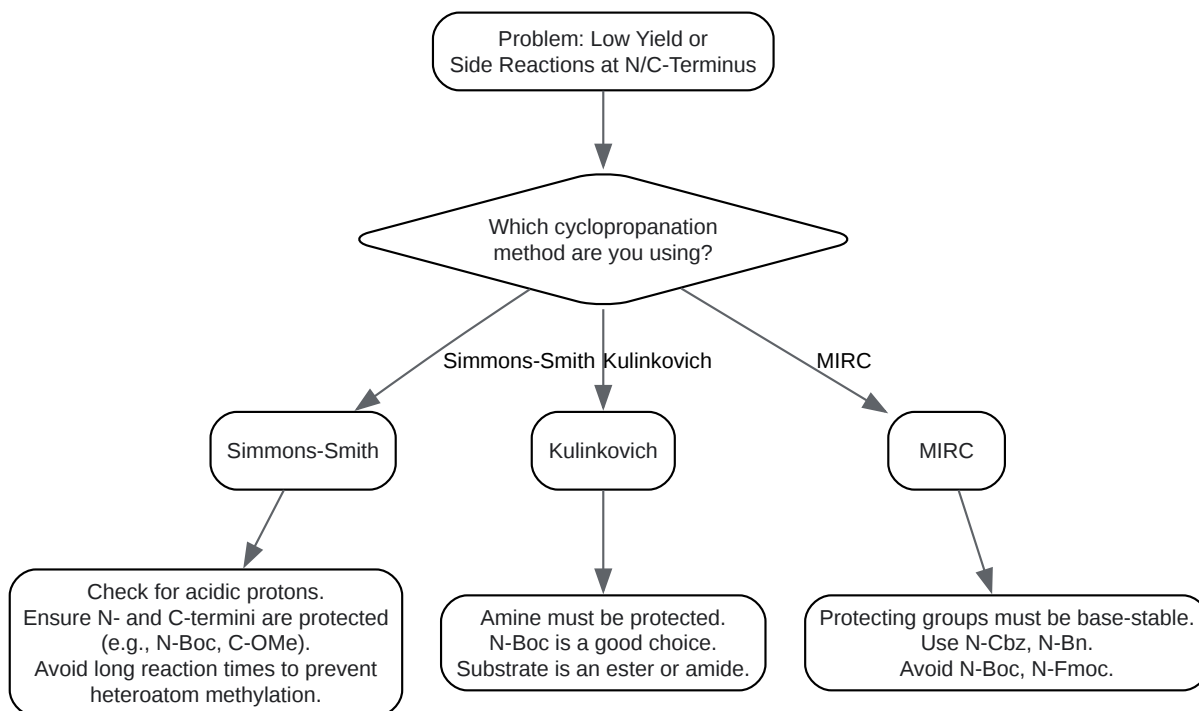 Problem: Low Yield or
Side Reactions at N/C-Terminus
Which cyclopropanation
method are you using?
Simmons-Smith
Kulinkovich
MIRC
Simmons-Smith
Kulinkovich
MIRC
Check for acidic protons.
Ensure N- and C-termini are protected
(e.g., N-Boc, C-OMe).
Avoid long reaction times to prevent
heteroatom methylation.
Amine must be protected.
N-Boc is a good choice.
Substrate is an ester or amide.
Protecting groups must be base-stable.
Use N-Cbz, N-Bn.
Avoid N-Boc, N-Fmoc.